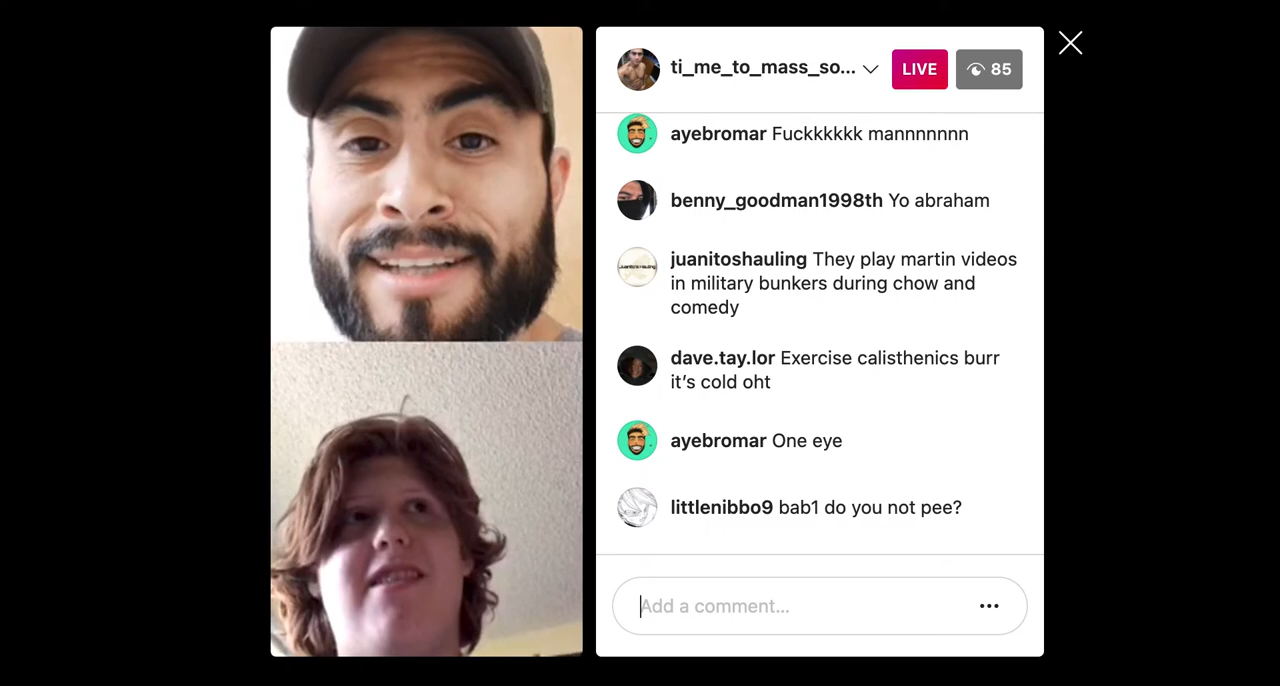 ti_me_to_mass_so...
LIVE
85
ayebromar Fuckkkkkk mannnnnnn
benny_goodman1998th Yo abraham
juanitoshauling They play martin videos
in military bunkers during chow and
comedy
dave.tay.lor Exercise calisthenics burr
it's cold oht
ayebromar One eye
littlenibbo9 bab1 do you not pee?
Add a comment...